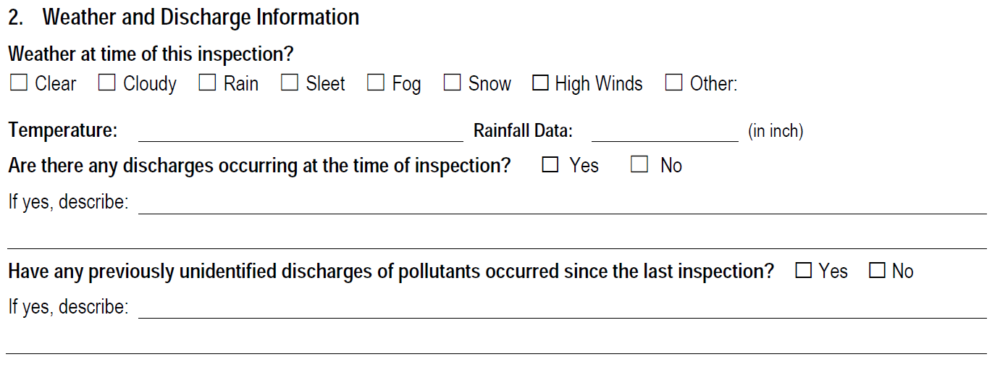 2. Weather and Discharge Information
Weather at time of this inspection?
☐ Clear ☐ Cloudy ☐ Rain ☐ Sleet ☐ Fog ☐ Snow ☐ High Winds ☐ Other:
Temperature: Rainfall Data: (in inch)
Are there any discharges occurring at the time of inspection? ☐ Yes ☐ No
If yes, describe:
Have any previously unidentified discharges of pollutants occurred since the last inspection? ☐ Yes ☐ No
If yes, describe: